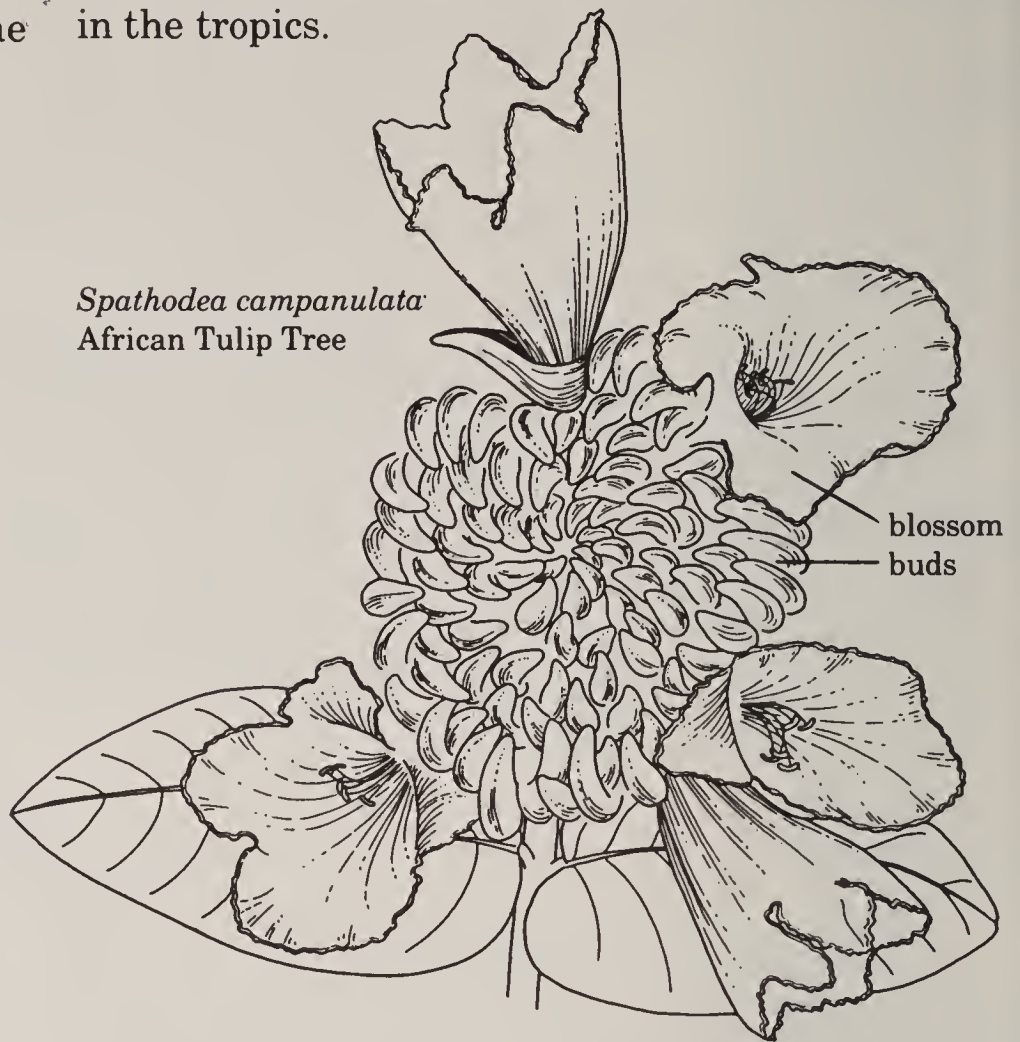 in the tropics.
Spathodea campanulata
African Tulip Tree
blossom
buds